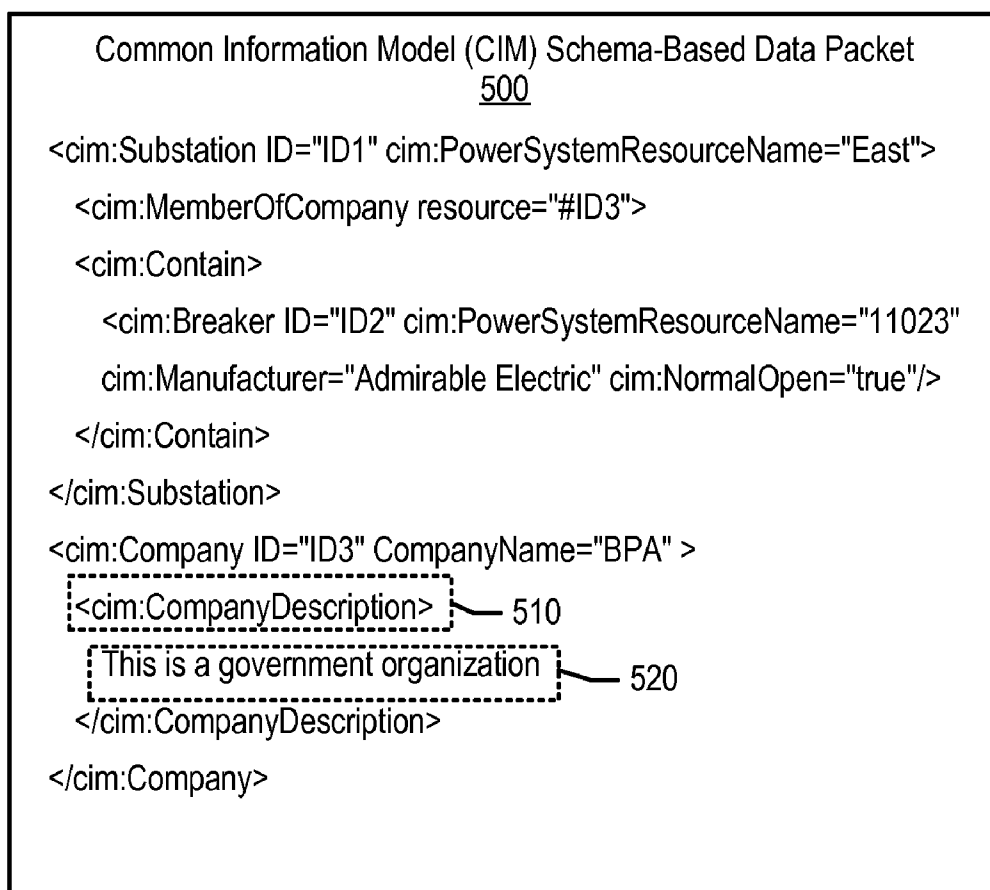 Common Information Model (CIM) Schema-Based Data Packet
500
<cim:Substation ID="ID1" cim:PowerSystemResourceName="East">
<cim:MemberOfCompany resource="#ID3">
<cim:Contain>
<cim:Breaker ID="ID2" cim:PowerSystemResourceName="11023"
cim:Manufacturer="Admirable Electric" cim:NormalOpen="true"/>
</cim:Contain>
</cim:Substation>
<cim:Company ID="ID3" CompanyName="BPA" >
<cim:CompanyDescription> 510
This is a government organization 520
</cim:CompanyDescription>
</cim:Company>